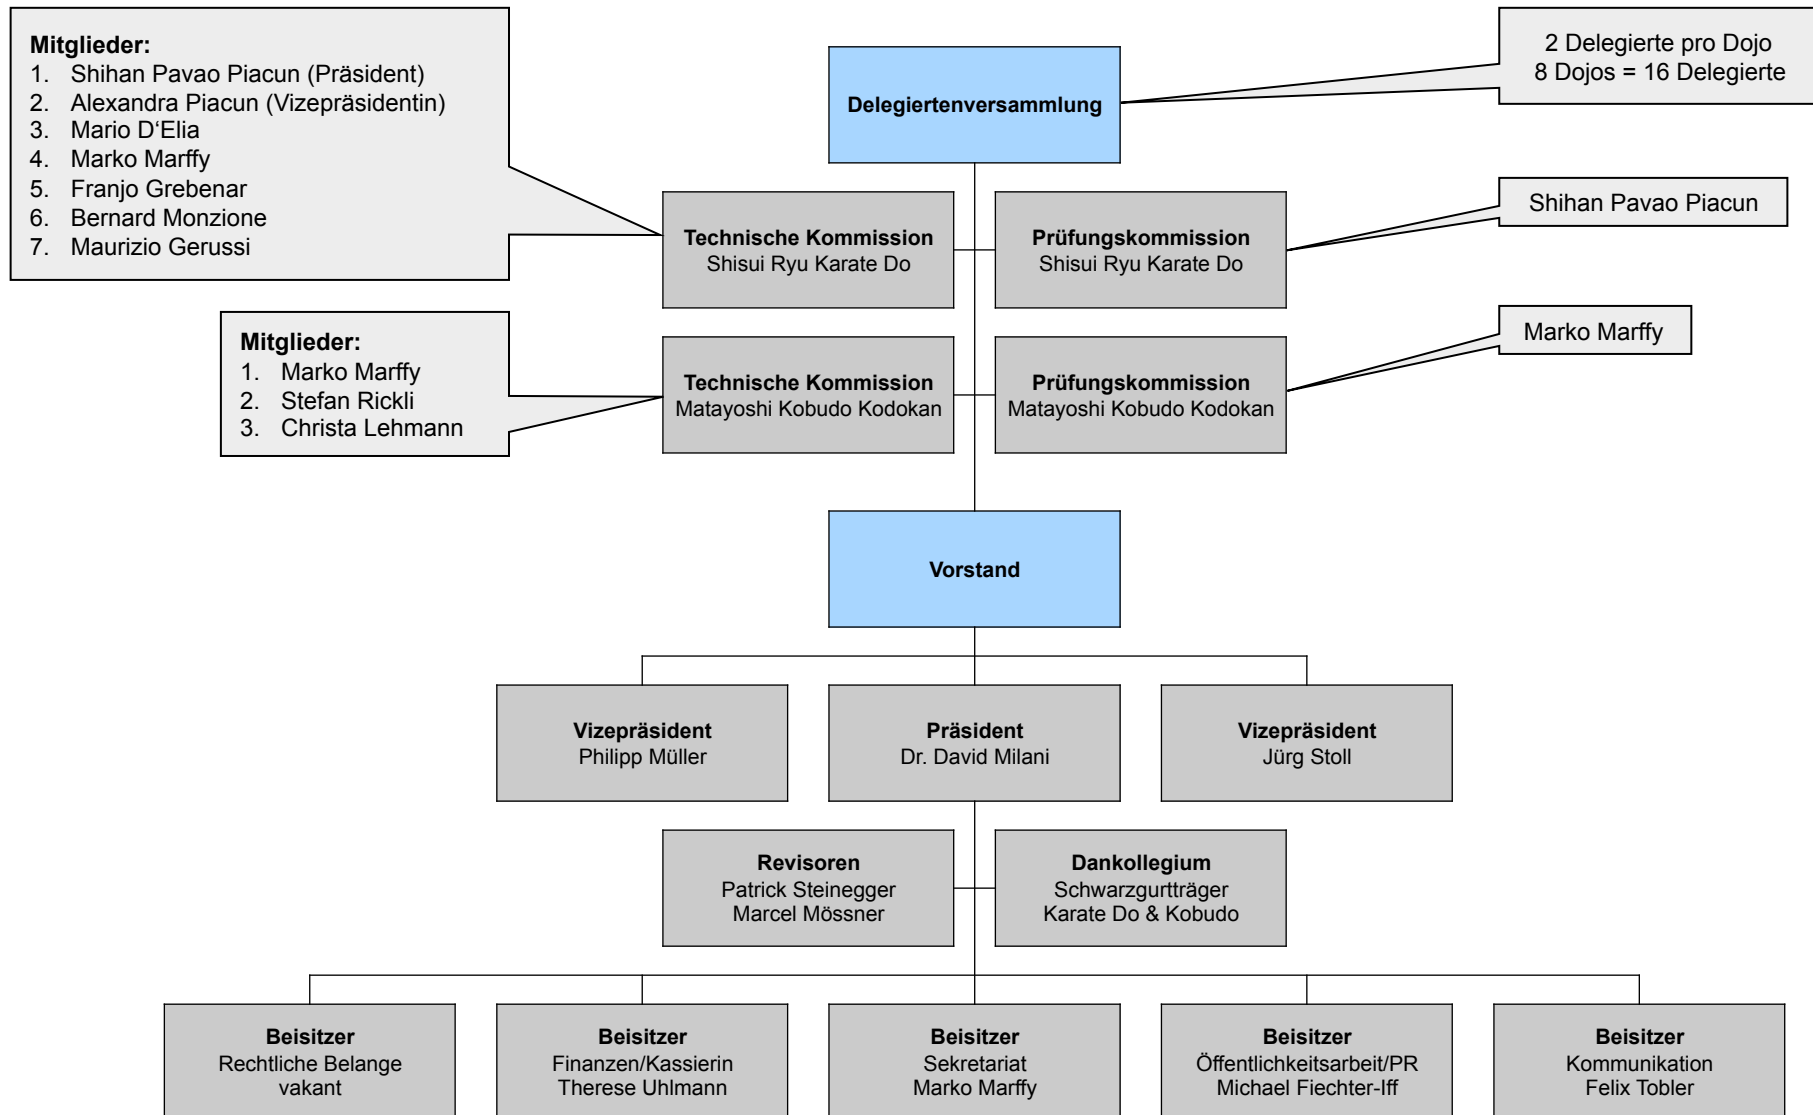 Mitglieder:
1. Shihan Pavao Piacun (Präsident)
2. Alexandra Piacun (Vizepräsidentin)
3. Mario D‘Elia
4. Marko Marffy
5. Franjo Grebenar
6. Bernard Monzione
7. Maurizio Gerussi
Delegiertenversammlung
2 Delegierte pro Dojo
8 Dojos = 16 Delegierte
Technische Kommission
Shisui Ryu Karate Do
Prüfungskommission
Shisui Ryu Karate Do
Shihan Pavao Piacun
Mitglieder:
1. Marko Marffy
2. Stefan Rickli
3. Christa Lehmann
Technische Kommission
Matayoshi Kobudo Kodokan
Prüfungskommission
Matayoshi Kobudo Kodokan
Marko Marffy
Vorstand
Vizepräsident
Philipp Müller
Präsident
Dr. David Milani
Vizepräsident
Jürg Stoll
Revisoren
Patrick Steinegger
Marcel Mössner
Dankollegium
Schwarzgurtträger
Karate Do & Kobudo
Beisitzer
Rechtliche Belange
vakant
Beisitzer
Finanzen/Kassierin
Therese Uhlmann
Beisitzer
Sekretariat
Marko Marffy
Beisitzer
Öffentlichkeitsarbeit/PR
Michael Fiechter-Iff
Beisitzer
Kommunikation
Felix Tobler